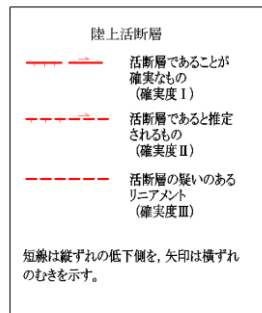 陸上活断層
活断層であることが
確実なもの
（確実度Ⅰ）
活断層であると推定
されるもの
（確実度Ⅱ）
活断層の疑いのある
リニアメント
（確実度Ⅲ）
短線は縦ずれの低下側を, 矢印は横ずれ
のむきを示す。